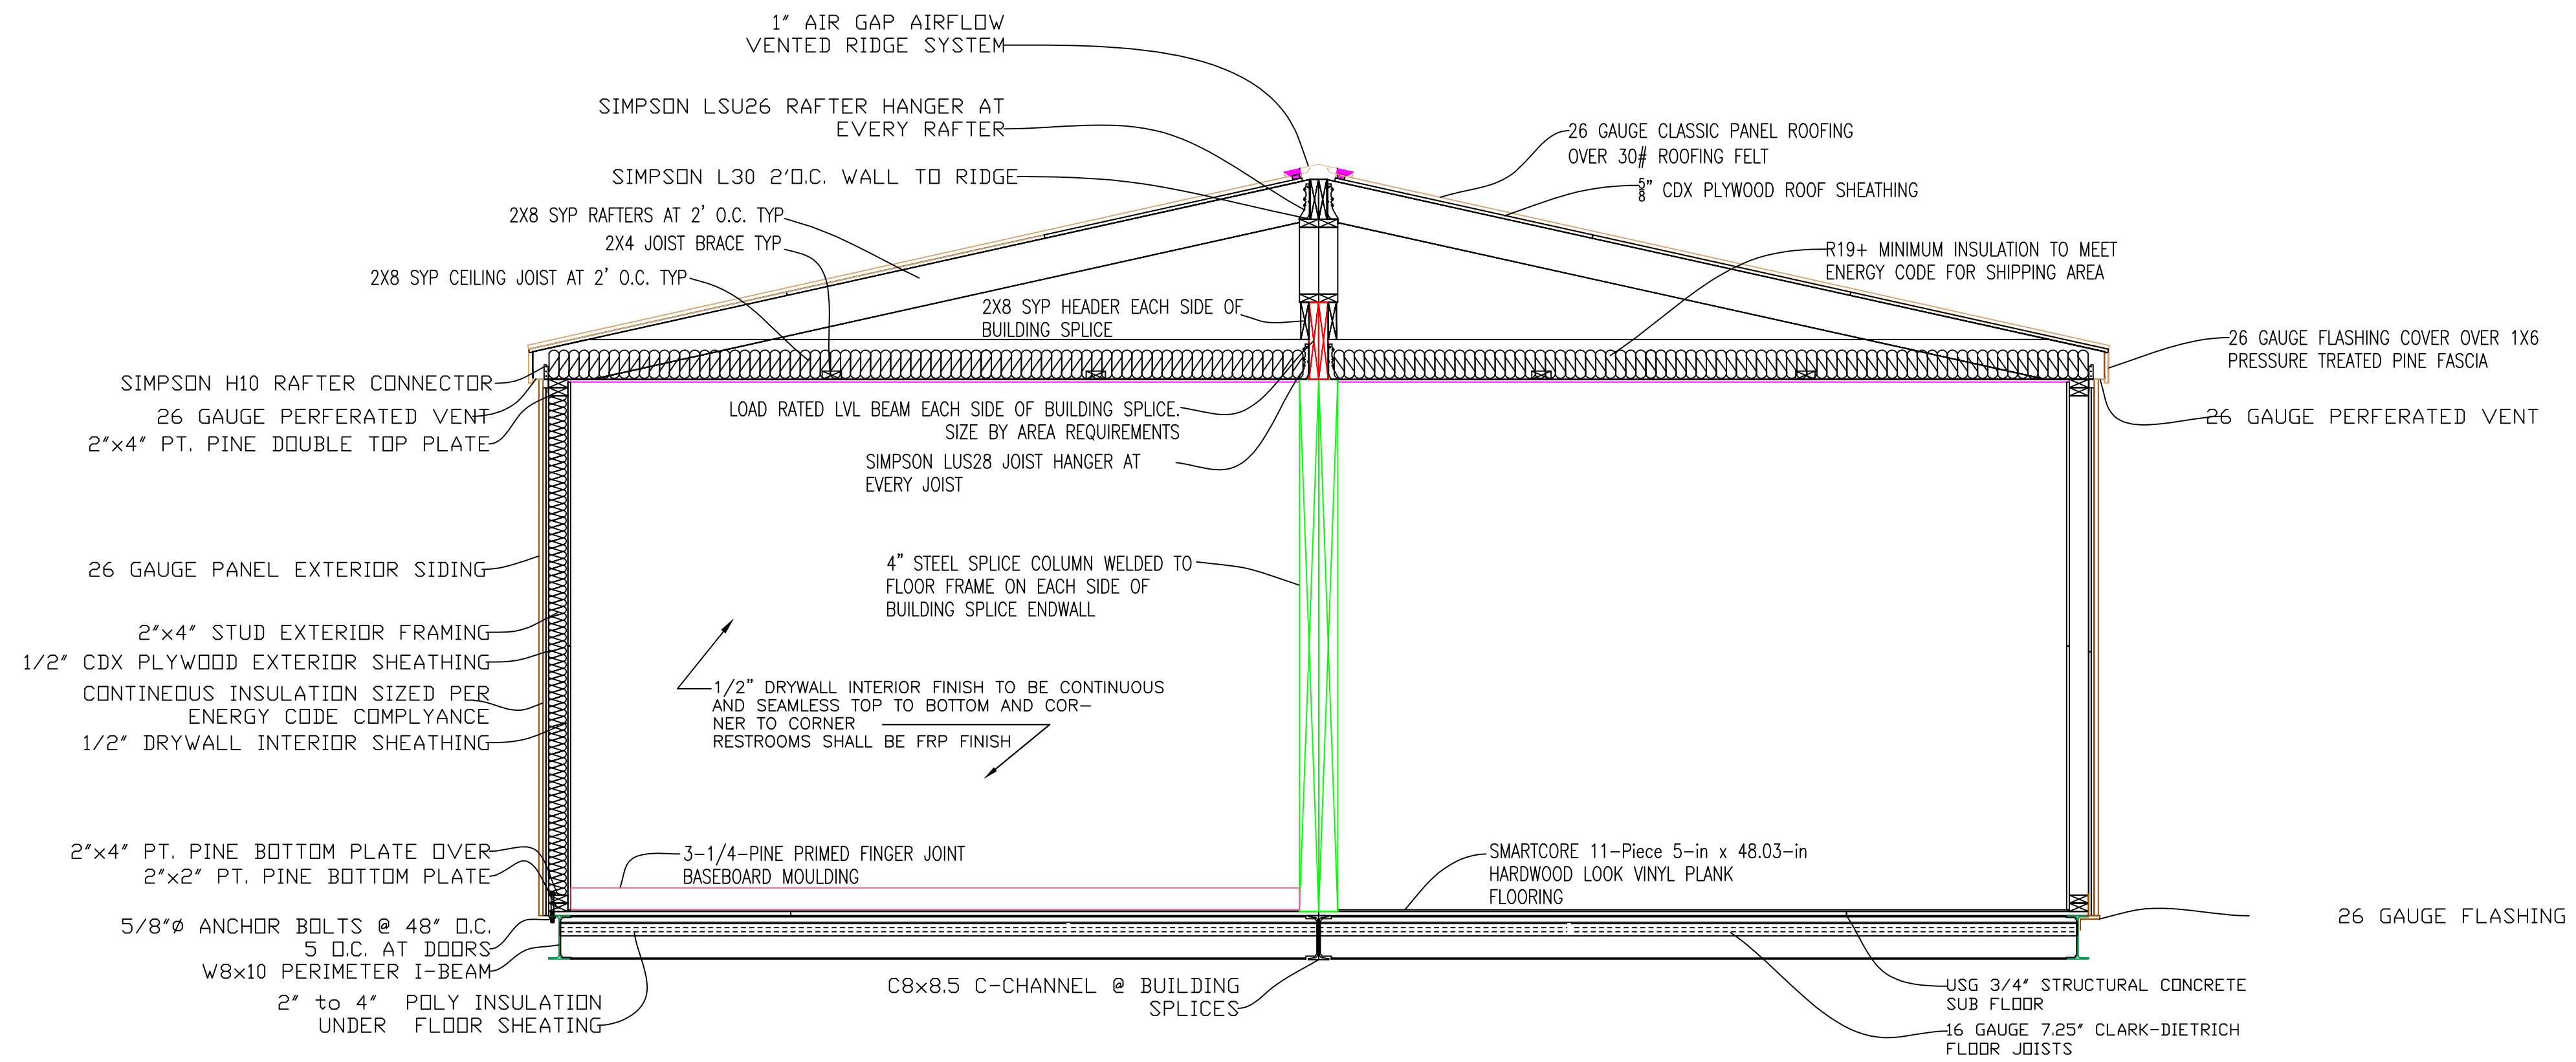 1" AIR GAP AIRFLOW
VENTED RIDGE SYSTEM
SIMPSON LSU26 RAFTER HANGER AT
EVERY RAFTER
SIMPSON L30 2'O.C. WALL TO RIDGE
2X8 SYP RAFTERS AT 2' O.C. TYP
2X4 JOIST BRACE TYP
2X8 SYP CEILING JOIST AT 2' O.C. TYP
26 GAUGE CLASSIC PANEL ROOFING
OVER 30# ROOFING FELT
5/8" CDX PLYWOOD ROOF SHEATHING
R19+ MINIMUM INSULATION TO MEET
ENERGY CODE FOR SHIPPING AREA
2X8 SYP HEADER EACH SIDE OF
BUILDING SPLICE
26 GAUGE FLASHING COVER OVER 1X6
PRESSURE TREATED PINE FASCIA
SIMPSON H10 RAFTER CONNECTOR
26 GAUGE PERFERATED VENT
2"x4" PT. PINE DOUBLE TOP PLATE
LOAD RATED LVL BEAM EACH SIDE OF BUILDING SPLICE.
SIZE BY AREA REQUIREMENTS
SIMPSON LUS28 JOIST HANGER AT
EVERY JOIST
26 GAUGE PERFERATED VENT
4" STEEL SPLICE COLUMN WELDED TO
FLOOR FRAME ON EACH SIDE OF
BUILDING SPLICE ENDWALL
26 GAUGE PANEL EXTERIOR SIDING
2"x4" STUD EXTERIOR FRAMING
1/2" CDX PLYWOOD EXTERIOR SHEATHING
CONTINEOUS INSULATION SIZED PER
ENERGY CODE COMPLYANCE
1/2" DRYWALL INTERIOR SHEATHING
1/2" DRYWALL INTERIOR FINISH TO BE CONTINUOUS
AND SEAMLESS TOP TO BOTTOM AND COR-
NER TO CORNER
RESTROOMS SHALL BE FRP FINISH
2"x4" PT. PINE BOTTOM PLATE OVER
2"x2" PT. PINE BOTTOM PLATE
3-1/4-PINE PRIMED FINGER JOINT
BASEBOARD MOULDING
SMARTCORE 11-Piece 5-in x 48.03-in
HARDWOOD LOOK VINYL PLANK
FLOORING
5/8"Ø ANCHOR BOLTS @ 48" O.C.
5 O.C. AT DOORS
W8x10 PERIMETER I-BEAM
2" to 4" POLY INSULATION
UNDER FLOOR SHEATING
C8x8.5 C-CHANNEL @ BUILDING
SPLICES
26 GAUGE FLASHING
USG 3/4" STRUCTURAL CONCRETE
SUB FLOOR
16 GAUGE 7.25" CLARK-DIETRICH
FLOOR JOISTS